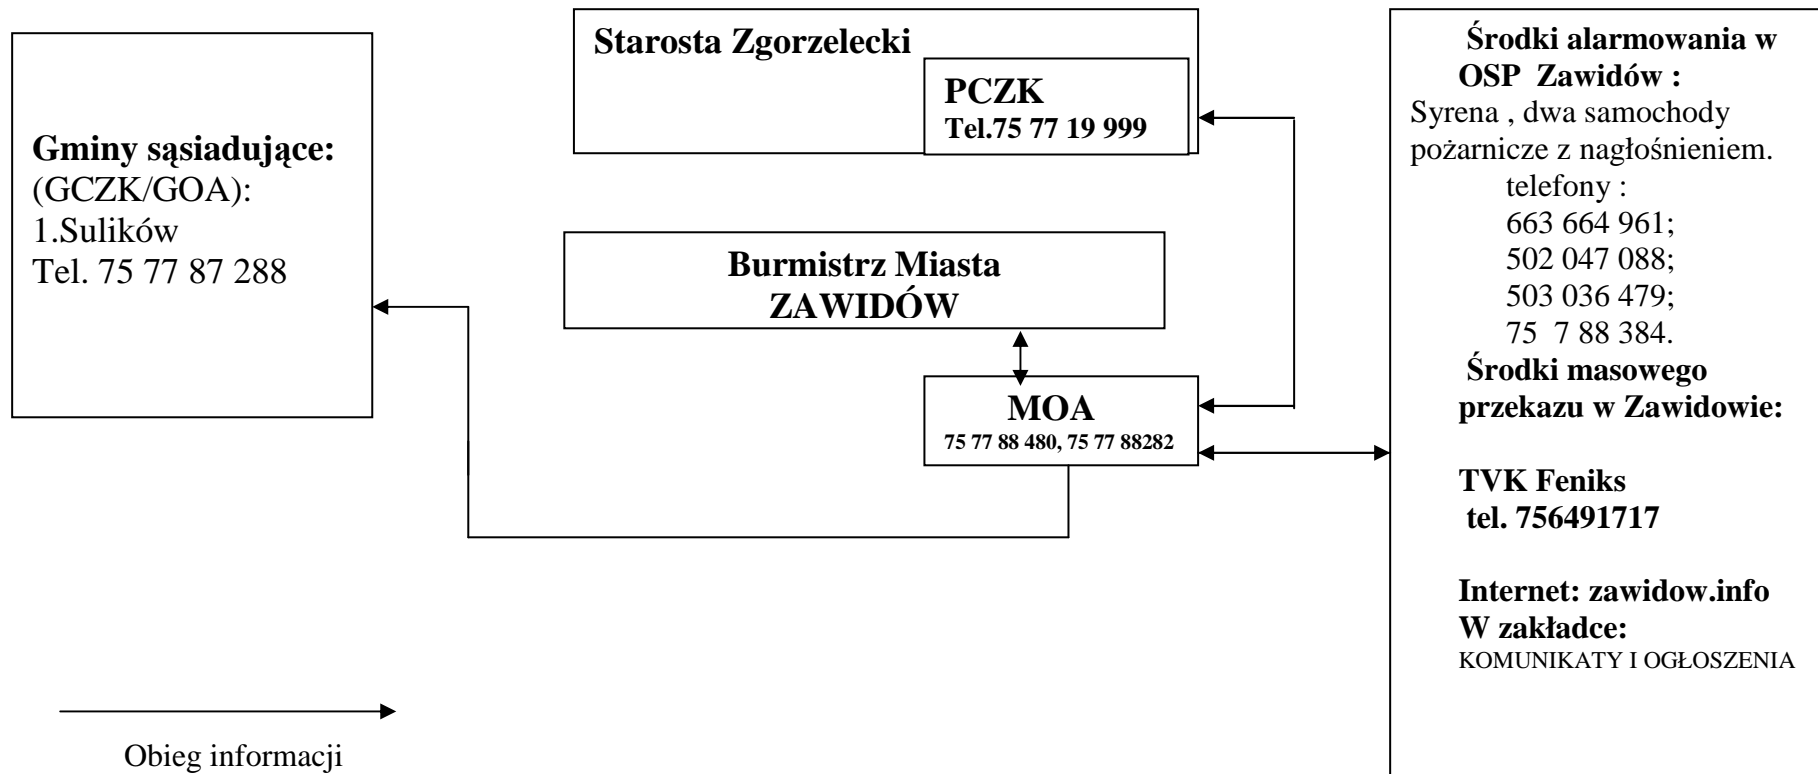 Gminy sąsiadujące:
(GCZK/GOA):
1.Sulików
Tel. 75 77 87 288
Starosta Zgorzelecki
PCZK
Tel.75 77 19 999
Burmistrz Miasta
ZAWIDÓW
MOA
75 77 88 480, 75 77 88282
Środki alarmowania w
OSP  Zawidów :
Syrena , dwa samochody
pożarnicze z nagłośnieniem.
telefony :
663 664 961;
502 047 088;
503 036 479;
75  7 88 384.
Środki masowego
przekazu w Zawidowie:
TVK Feniks
tel. 756491717
Internet: zawidow.info
W zakładce:
KOMUNIKATY I OGŁOSZENIA
Obieg informacji